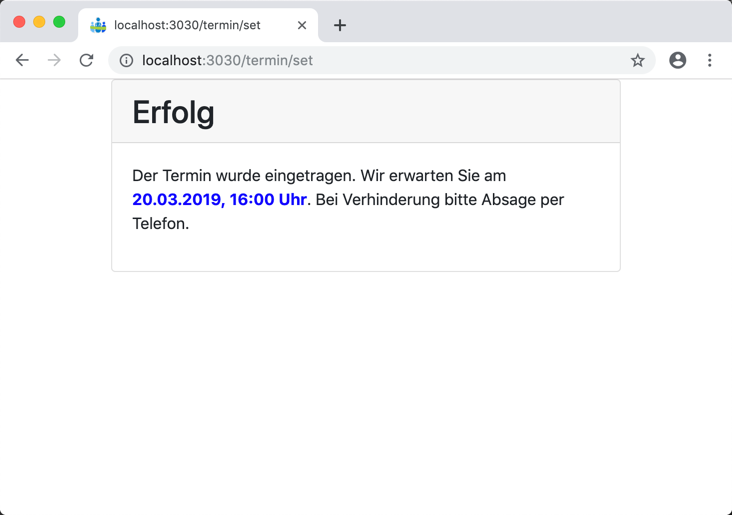 localhost:3030/termin/set
localhost:3030/termin/set
Erfolg
Der Termin wurde eingetragen. Wir erwarten Sie am
20.03.2019, 16:00 Uhr. Bei Verhinderung bitte Absage per
Telefon.